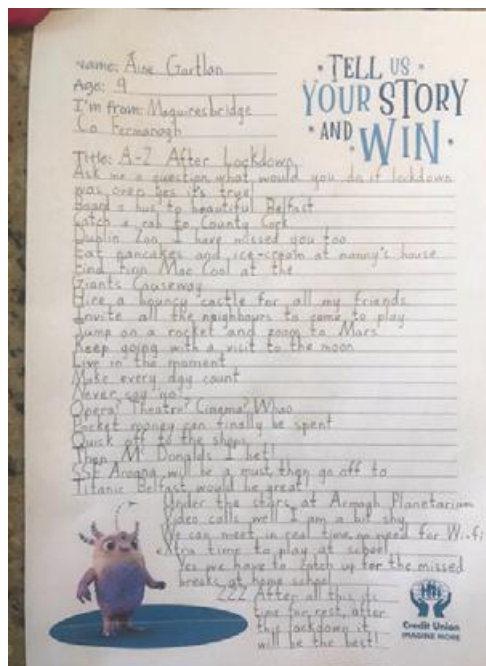 Name: Áine Gartlan
Age: 9
I'm from: Maguiresbridge
Co Fermanagh
TELL US
YOUR STORY
AND WIN
Title: A-Z After Lockdown
Ask me a question what would you do if lockdown
was over yes it's true!
Board a bus to beautiful Belfast
Catch a cab to County Cork
Dublin Zoo, I have missed you too
Eat pancakes and ice-cream at nanny's house
Find Finn Mac Cool at the
Giants Causeway
Hire a bouncy castle for all my friends
Invite all the neighbours to come to play
Jump on a rocket and zoom to Mars
Keep going with a visit to the moon
Live in the moment
Make every day count
Never say 'no'!
Opera? Theatre? Cinema? Whao
Pocket money can finally be spent
Quick off to the shops
Then Mc Donalds I bet!
SSE will be a must then go off to
Titanic Belfast would be great!
Under the stars at Armagh Planetarium
Video calls well I am a bit shy
We can meet in real time, no need for Wi-fi
extra time to play at school
Yes we have to catch up for the missed
breaks at home school
ZZZ After all this its
time for rest, after
this lockdown it
will be the best!
Credit Union
IMAGINE MORE